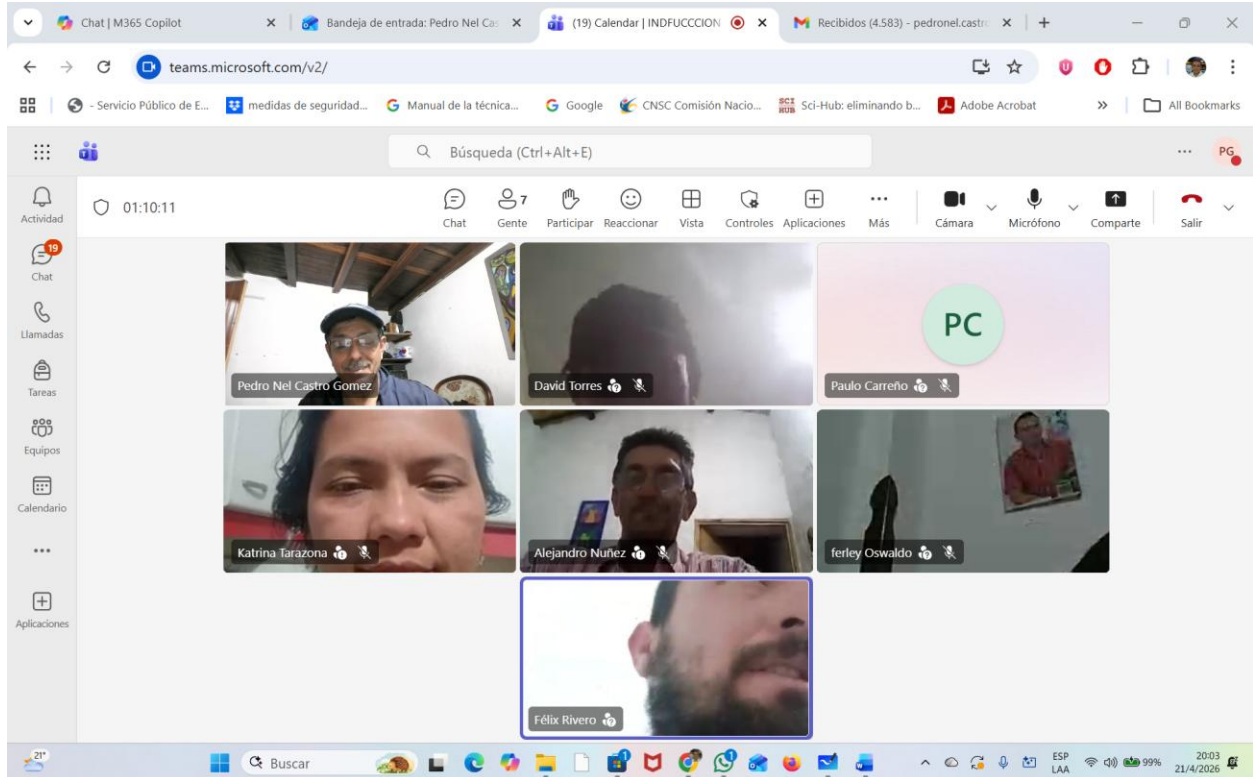 Chat | M365 Copilot
Bandeja de entrada: Pedro Nel Ca
(19) Calendar | INDFUCCCION
Recibidos (4.583) - pedronel.castro
teams.microsoft.com/v2/
- Servicio Público de E...
medidas de seguridad...
Manual de la técnica...
Google
CNSC Comisión Nacio...
SCI HUB
Sci-Hub: eliminando b...
Adobe Acrobat
»
All Bookmarks
Búsqueda (Ctrl+Alt+E)
PG
Actividad
19
Chat
Llamadas
Tareas
Equipos
Calendario
Aplicaciones
01:10:11
Chat
7
Gente
Participar
Reaccionar
Vista
Controles
Aplicaciones
Más
Cámara
Micrófono
Comparte
Salir
Pedro Nel Castro Gomez
David Torres
PC
Paulo Carreño
Katrina Tarazona
Alejandro Nuñez
ferley Oswaldo
Félix Rivero
21°
Buscar
ESP
LAA
99%
20:03
21/4/2026